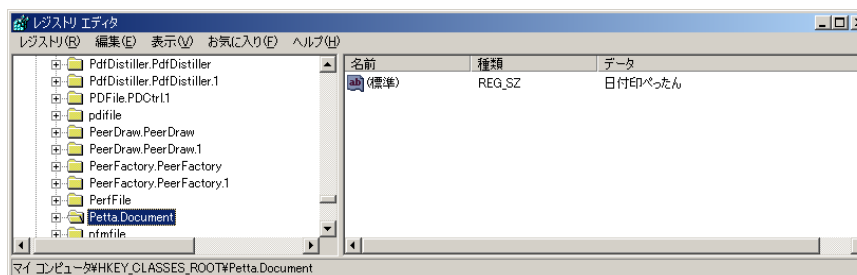 レジストリ エディタ
レジストリ(R) 編集(E) 表示(V) お気に入り(F) ヘルプ(H)
PdfDistiller.PdfDistiller
PdfDistiller.PdfDistiller.1
PDFile.PDCtrl.1
pdifile
PeerDraw.PeerDraw
PeerDraw.PeerDraw.1
PeerFactory.PeerFactory
PeerFactory.PeerFactory.1
PerfFile
Petta.Document
pfmfile
名前 種類 データ
ab (標準) REG_SZ 日付印ぺったん
マイ コンピュータ¥HKEY_CLASSES_ROOT¥Petta.Document